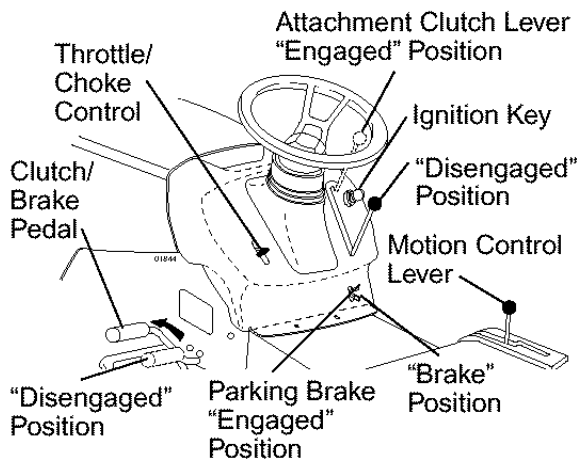 Attachment Clutch Lever
“Engaged” Position
Throttle/
Choke
Control
Ignition Key
Clutch/
Brake
Pedal
“Disengaged”
Position
Motion Control
Lever
01844
“Disengaged”
Position
Parking Brake
“Engaged”
Position
“Brake”
Position